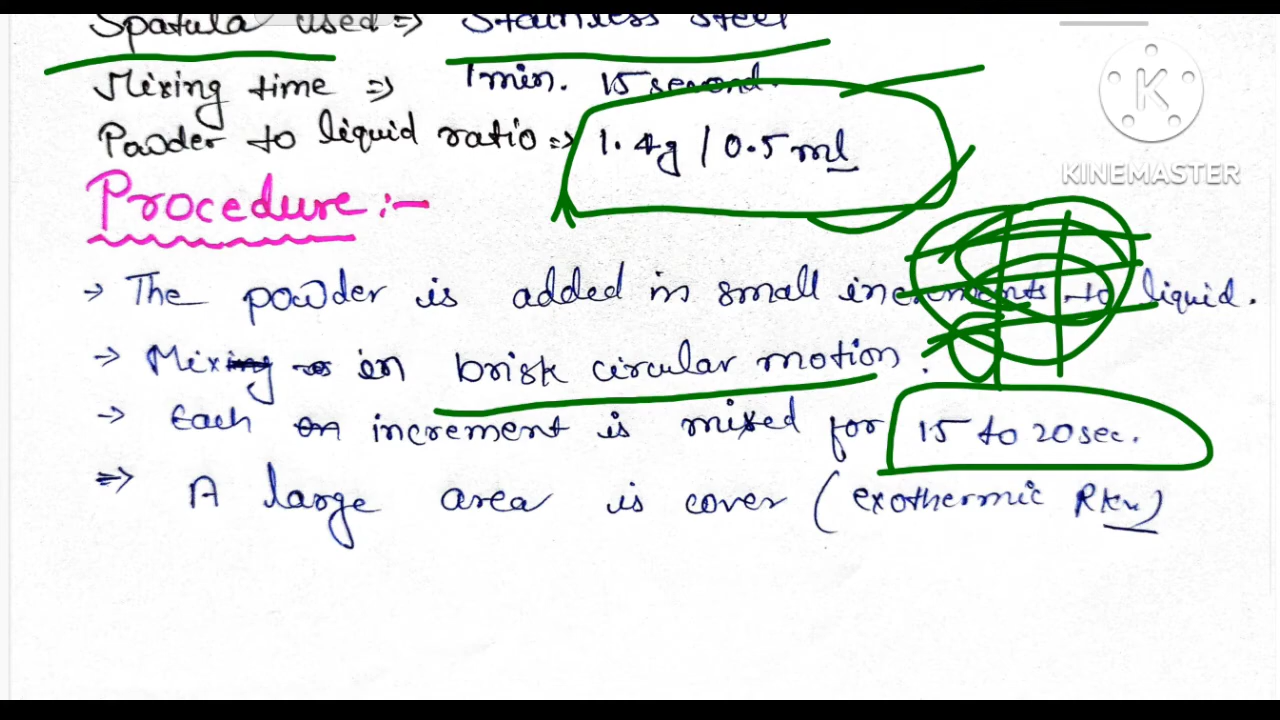 Spatula used ⇒ Stainless steel
Mixing time ⇒ 1min. 15 second.
Powder to liquid ratio ⇒ 1.4g / 0.5 ml
K
KINEMASTER
Procedure :-
→ The powder is added in small increments to liquid.
→ Mixing in brisk circular motion.
→ Each increment is mixed for 15 to 20 sec.
⇒ A large area is cover (exothermic Rxn)